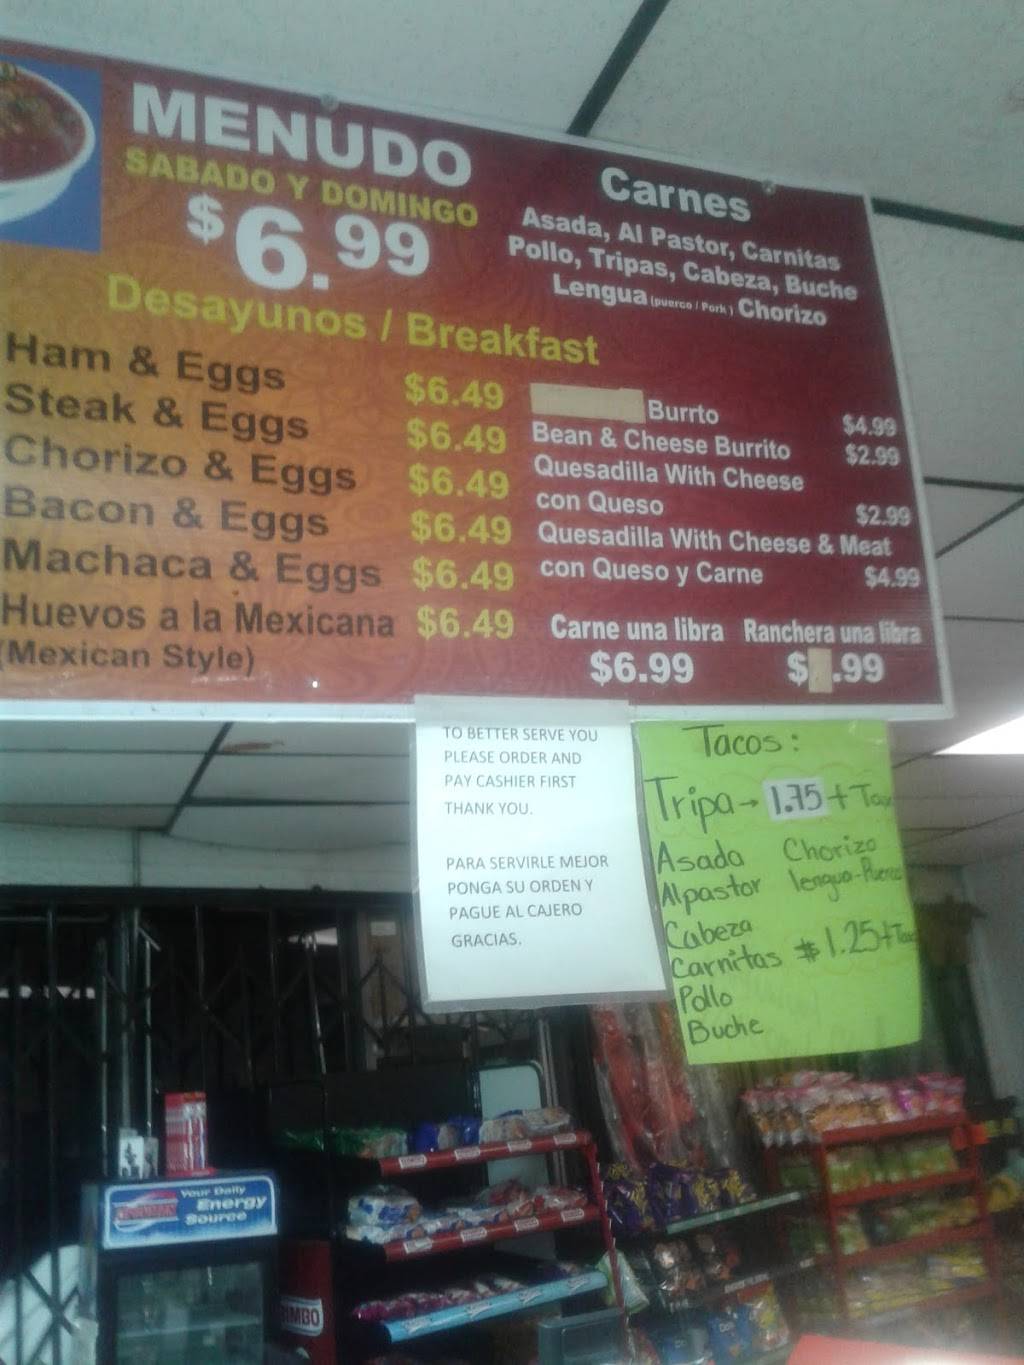 MENUDO
SABADO Y DOMINGO
$6.99
Carnes
Asada, Al Pastor, Carnitas
Pollo, Tripas, Cabeza, Buche
Lengua (puerco / Pork) Chorizo
Desayunos / Breakfast
Ham & Eggs $6.49
Steak & Eggs $6.49
Chorizo & Eggs $6.49
Bacon & Eggs $6.49
Machaca & Eggs $6.49
Huevos a la Mexicana $6.49
(Mexican Style)
Burrto $4.99
Bean & Cheese Burrito $2.99
Quesadilla With Cheese
con Queso $2.99
Quesadilla With Cheese & Meat
con Queso y Carne $4.99
Carne una libra Ranchera una libra
$6.99 $ .99
TO BETTER SERVE YOU
PLEASE ORDER AND
PAY CASHIER FIRST
THANK YOU.
PARA SERVIRLE MEJOR
PONGA SU ORDEN Y
PAGUE AL CAJERO
GRACIAS.
Tacos:
Tripa→ 1.75 + Tax
Asada Chorizo
Alpastor lengua-Puerco
Cabeza
Carnitas $1.25+Tax
Pollo
Buche
Your Daily
Energy
Source
BIMBO